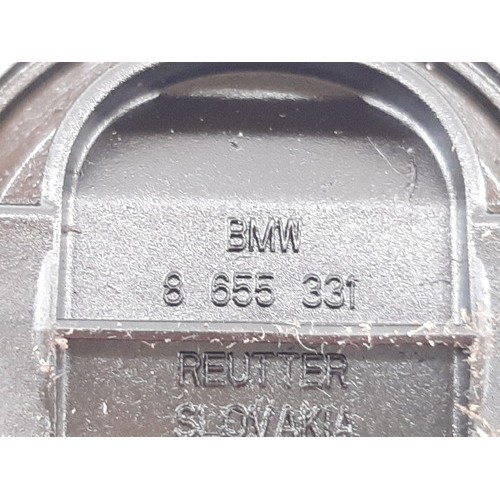 BMW
8 655 331
REUTTER
SLOVAKIA